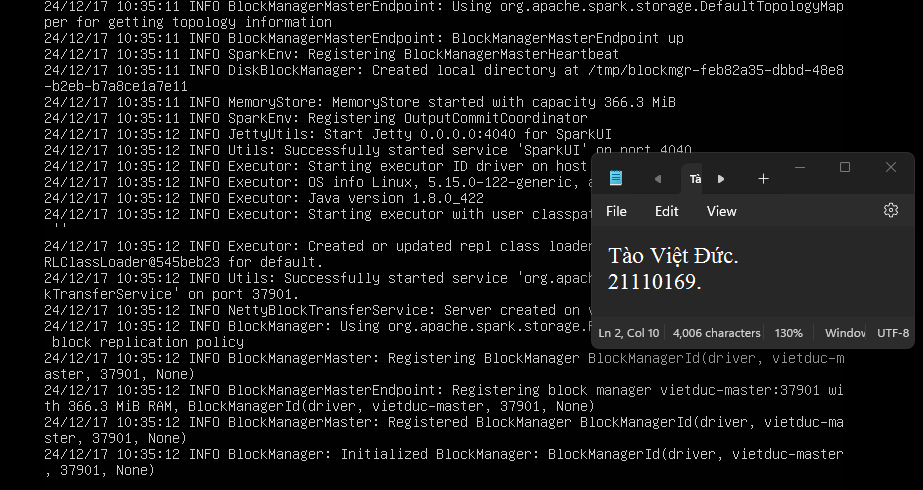 24/12/17 10:35:11 INFO BlockManagerMasterEndpoint: Using org.apache.spark.storage.DefaultTopologyMap
per for getting topology information
24/12/17 10:35:11 INFO BlockManagerMasterEndpoint: BlockManagerMasterEndpoint up
24/12/17 10:35:11 INFO SparkEnv: Registering BlockManagerMasterHeartbeat
24/12/17 10:35:11 INFO DiskBlockManager: Created local directory at /tmp/blockmgr-feb82a35-dbbd-48e8
-b2eb-b7a8ce1a7e11
24/12/17 10:35:11 INFO MemoryStore: MemoryStore started with capacity 366.3 MiB
24/12/17 10:35:11 INFO SparkEnv: Registering OutputCommitCoordinator
24/12/17 10:35:12 INFO JettyUtils: Start Jetty 0.0.0.0:4040 for SparkUI
24/12/17 10:35:12 INFO Utils: Successfully started service 'SparkUI' on port 4040.
24/12/17 10:35:12 INFO Executor: Starting executor ID driver on host
24/12/17 10:35:12 INFO Executor: OS info Linux, 5.15.0-122-generic,
24/12/17 10:35:12 INFO Executor: Java version 1.8.0_422
24/12/17 10:35:12 INFO Executor: Starting executor with user classpat
''
24/12/17 10:35:12 INFO Executor: Created or updated repl class loader
RLClassLoader@545beb23 for default.
24/12/17 10:35:12 INFO Utils: Successfully started service 'org.apach
kTransferService' on port 37901.
24/12/17 10:35:12 INFO NettyBlockTransferService: Server created on v
24/12/17 10:35:12 INFO BlockManager: Using org.apache.spark.storage.
block replication policy
24/12/17 10:35:12 INFO BlockManagerMaster: Registering BlockManager BlockManagerId(driver, vietduc-m
aster, 37901, None)
24/12/17 10:35:12 INFO BlockManagerMasterEndpoint: Registering block manager vietduc-master:37901 wi
th 366.3 MiB RAM, BlockManagerId(driver, vietduc-master, 37901, None)
24/12/17 10:35:12 INFO BlockManagerMaster: Registered BlockManager BlockManagerId(driver, vietduc-ma
ster, 37901, None)
24/12/17 10:35:12 INFO BlockManager: Initialized BlockManager: BlockManagerId(driver, vietduc-master
, 37901, None)
Tà
File Edit View
Tào Việt Đức.
21110169.
Ln 2, Col 10 4,006 characters 130% Window UTF-8